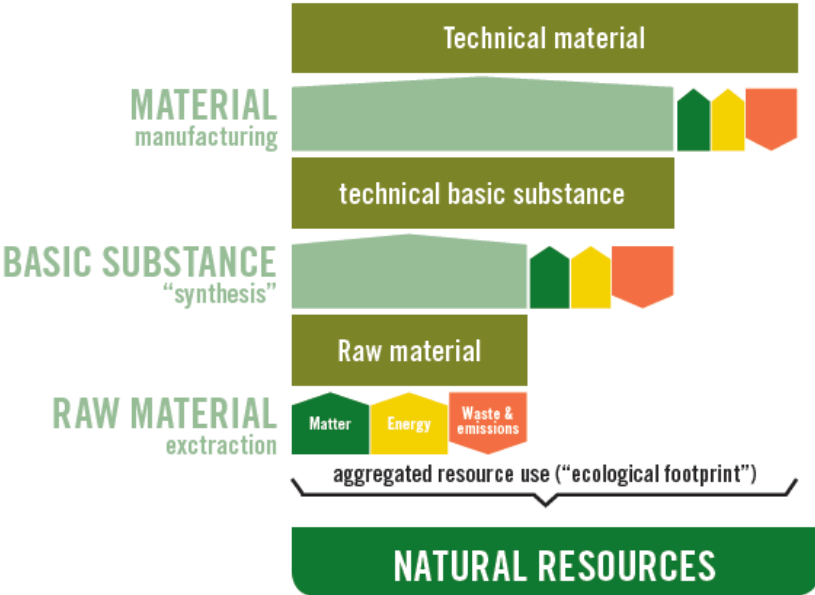 Technical material
MATERIAL
manufacturing
technical basic substance
BASIC SUBSTANCE
“synthesis”
Raw material
RAW MATERIAL
exctraction
Matter
Energy
Waste &
emissions
aggregated resource use (“ecological footprint”)
NATURAL RESOURCES